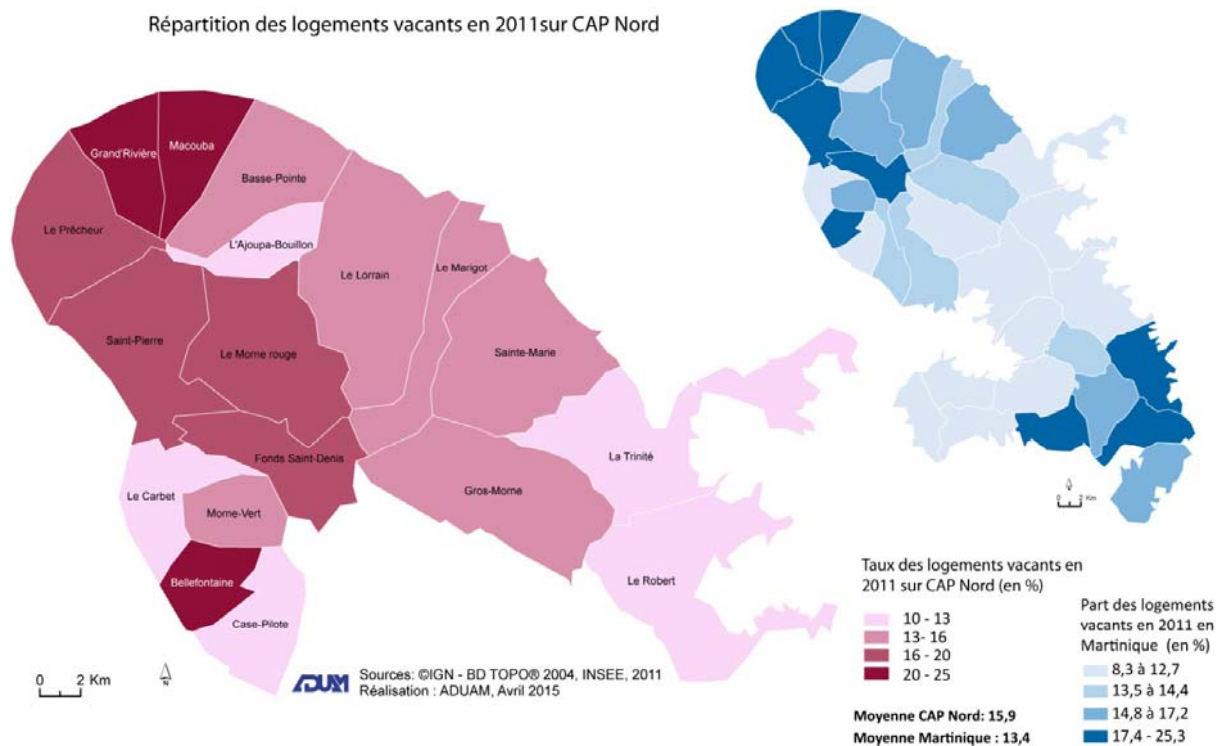 Répartition des logements vacants en 2011sur CAP Nord
Grand'Rivière
Macouba
Basse-Pointe
Le Prêcheur
L'Ajoupa-Bouillon
Le Lorrain
Le Marigot
Saint-Pierre
Le Morne rouge
Sainte-Marie
Fonds Saint-Denis
La Trinité
Le Carbet
Gros-Morne
Morne-Vert
Bellefontaine
Le Robert
Case-Pilote
0 2 Km
N
ADUAM
Sources: ©IGN - BD TOPO® 2004, INSEE, 2011
Réalisation : ADUAM, Avril 2015
0 2 Km
Taux des logements vacants en
2011 sur CAP Nord (en %)
10 - 13
13- 16
16 - 20
20 - 25
Moyenne CAP Nord: 15,9
Moyenne Martinique : 13,4
Part des logements
vacants en 2011 en
Martinique (en %)
8,3 à 12,7
13,5 à 14,4
14,8 à 17,2
17,4 - 25,3